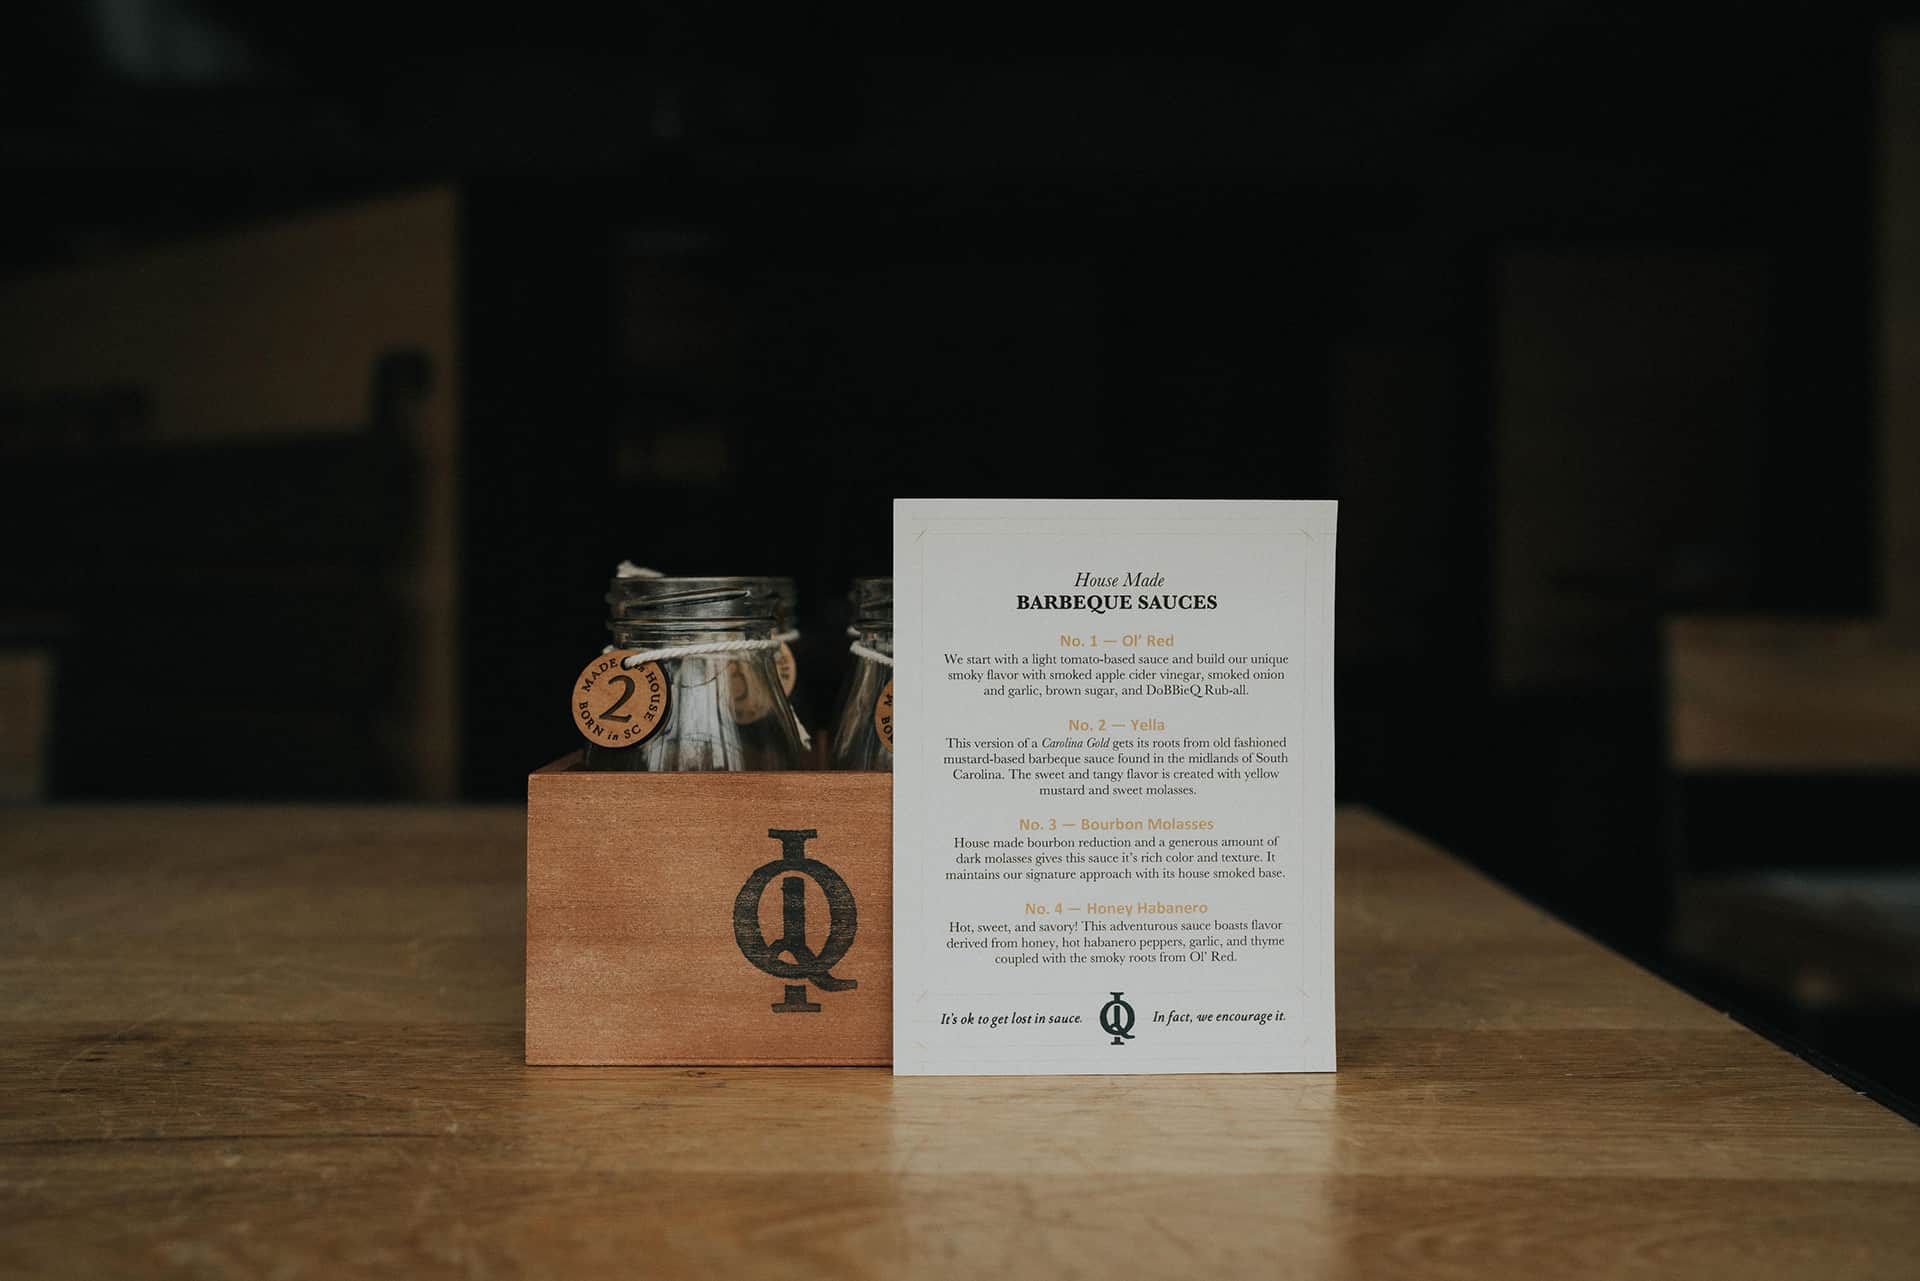 MADE in HOUSE
2
BORN in SC
House Made
BARBEQUE SAUCES
No. 1 — Ol’ Red
We start with a light tomato-based sauce and build our unique
smoky flavor with smoked apple cider vinegar, smoked onion
and garlic, brown sugar, and DoBBieQ Rub-all.
No. 2 — Yella
This version of a Carolina Gold gets its roots from old fashioned
mustard-based barbeque sauce found in the midlands of South
Carolina. The sweet and tangy flavor is created with yellow
mustard and sweet molasses.
No. 3 — Bourbon Molasses
House made bourbon reduction and a generous amount of
dark molasses gives this sauce it’s rich color and texture. It
maintains our signature approach with its house smoked base.
No. 4 — Honey Habanero
Hot, sweet, and savory! This adventurous sauce boasts flavor
derived from honey, hot habanero peppers, garlic, and thyme
coupled with the smoky roots from Ol’ Red.
It’s ok to get lost in sauce. In fact, we encourage it.